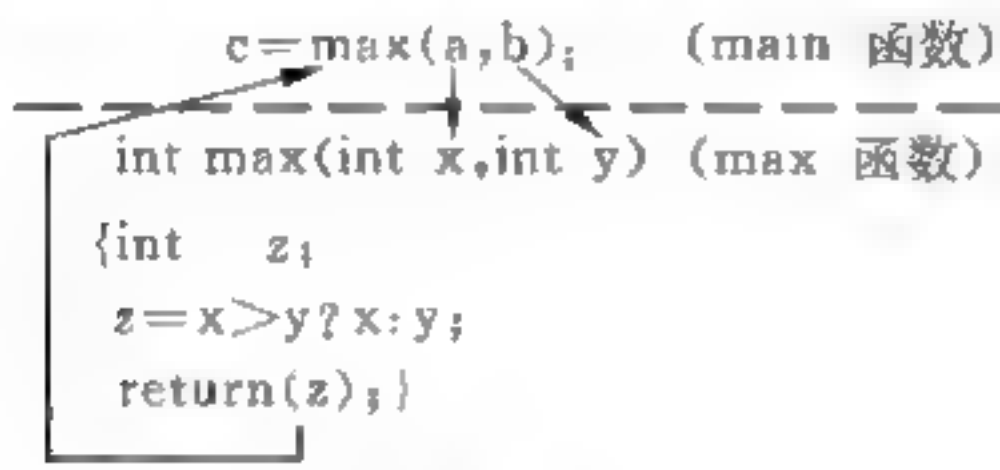 c=max(a,b);  (main 函数)
int max(int x,int y) (max 函数)
{int  z;
z=x>y?x:y;
return(z);}